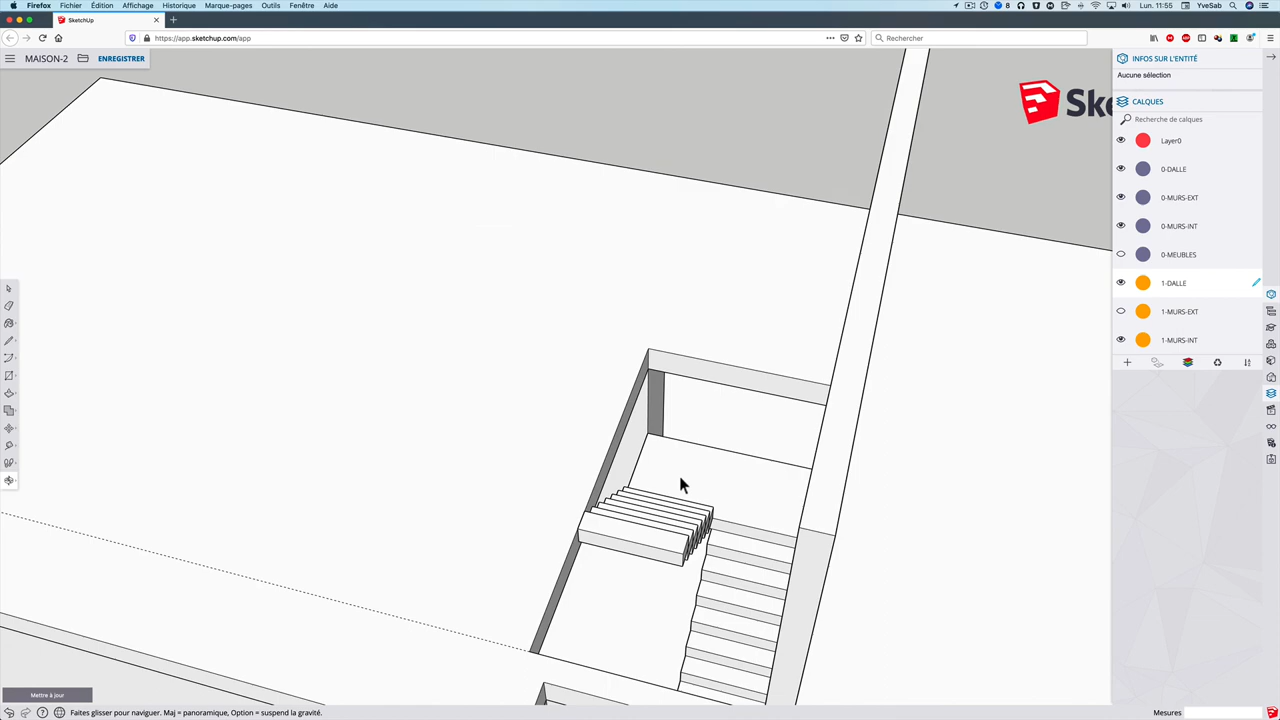 Firefox Fichier Édition Affichage Historique Marque-pages Outils Fenêtre Aide
8 Lun. 11:55 YveSab
SketchUp
https://app.sketchup.com/app
Rechercher
MAISON-2 ENREGISTRER
Sk
INFOS SUR L'ENTITÉ
Aucune sélection
CALQUES
Recherche de calques
Layer0
0-DALLE
0-MURS-EXT
0-MURS-INT
0-MEUBLES
1-DALLE
1-MURS-EXT
1-MURS-INT
Mettre à jour
Faites glisser pour naviguer. Maj = panoramique, Option = suspend la gravité.
Mesures